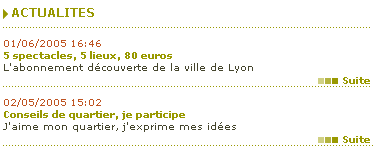 ACTUALITES
01/06/2005 16:46
5 spectacles, 5 lieux, 80 euros
L'abonnement découverte de la ville de Lyon
Suite
02/05/2005 15:02
Conseils de quartier, je participe
J'aime mon quartier, j'exprime mes idées
Suite